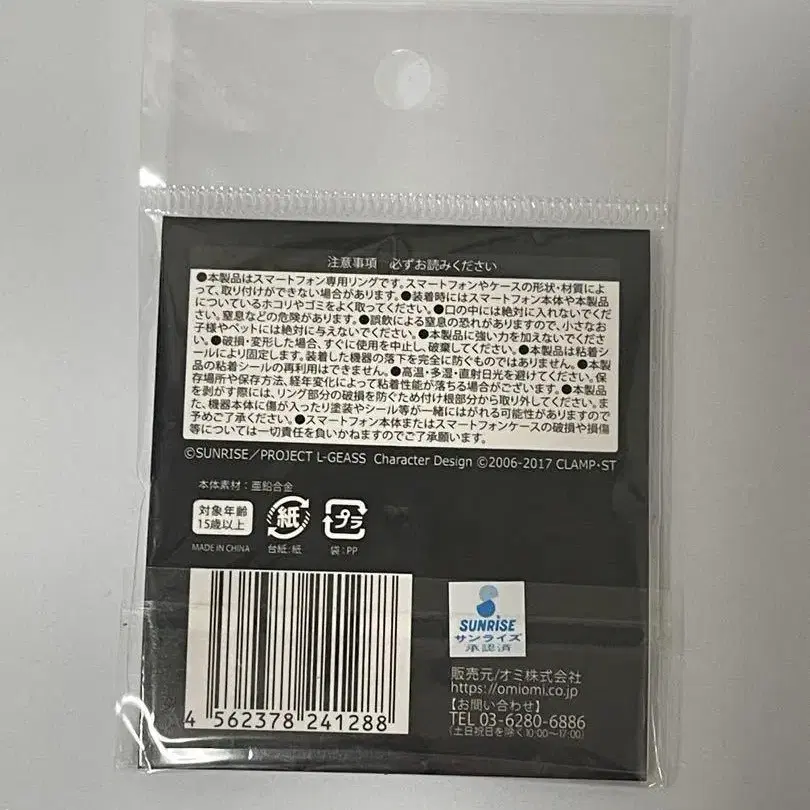 注意事項　必ずお読みください
●本製品はスマートフォン専用リングです。スマートフォンやケースの形状・材質によ
って、取り付けができない場合があります。●装着時にはスマートフォン本体や本製品
についているホコリやゴミをよく取ってください。●口の中には絶対に入れないでくだ
さい。窒息などの危険があります。●誤飲による窒息の恐れがありますので、小さなお
子様やペットには絶対に与えないでください。●本製品に強い力を加えないでください。
●破損・変形した場合、すぐに使用を中止し、破棄してください。●本製品は粘着シ
ールにより固定します。装着した機器の落下を完全に防ぐものではありません。●本製
品の粘着シールの再利用はできません。●高温・多湿・直射日光を避けてください。保
存場所や保存方法、経年変化によって粘着性能が落ちる場合がございます。●本製品
を剥がす際には、リング部分の破損を防ぐため付け根部分から取り外してください。ま
た、機器本体に傷が入ったり塗装やシール等が一緒にはがれる可能性がありますので
予めご了承ください。●スマートフォン本体またはスマートフォンケースの破損や損傷
等については一切責任を負いかねますのでご了承願います。
©SUNRISE／PROJECT L-GEASS Character Design ©2006-2017 CLAMP・ST
本体素材：亜鉛合金
対象年齢
15歳以上
紙
プラ
MADE IN CHINA
台紙：紙
袋：PP
4 562378 241288
SUNRISE
サンライズ
承認済
販売元/オミ株式会社
https://omiomi.co.jp
【お問い合わせ】
TEL 03-6280-6886
（土日祝日を除く10:00〜17:00）